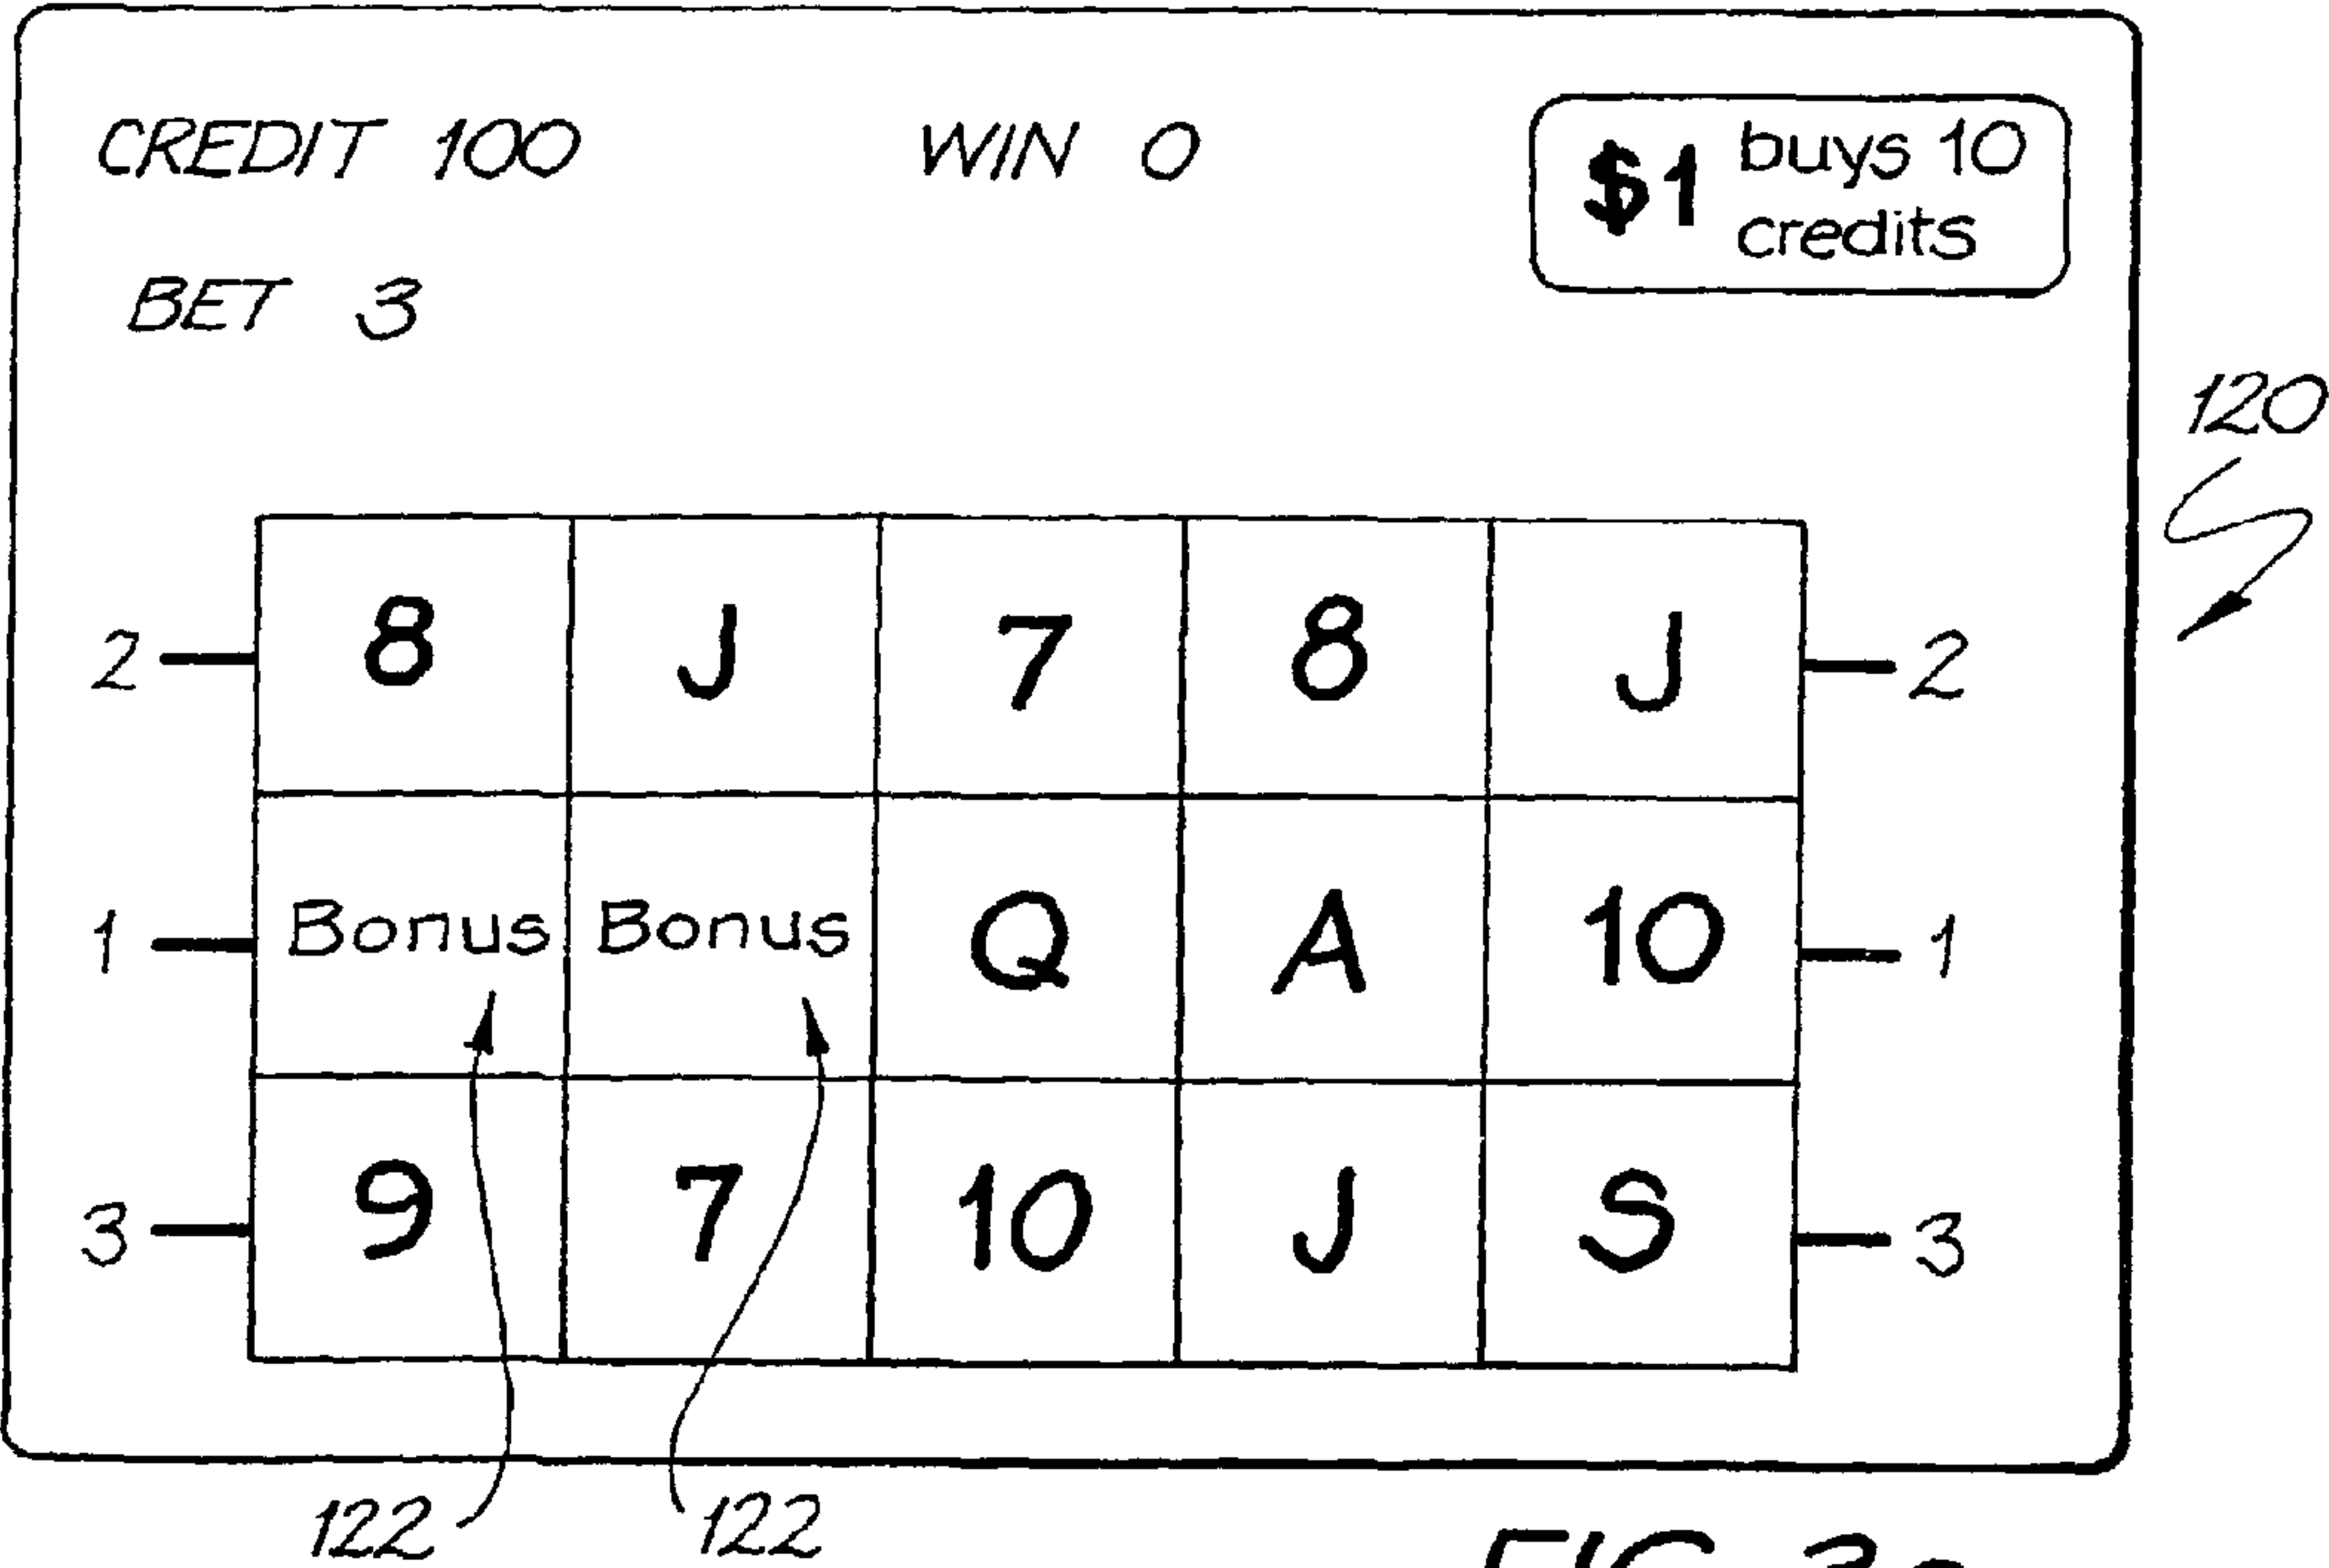 CREDIT 100 WIN 0 $1 buys 10 credits
BET 3
120
2 8 J 7 8 J 2
1 Bonus Bonus Q A 10 1
3 9 7 10 J S 3
122 122